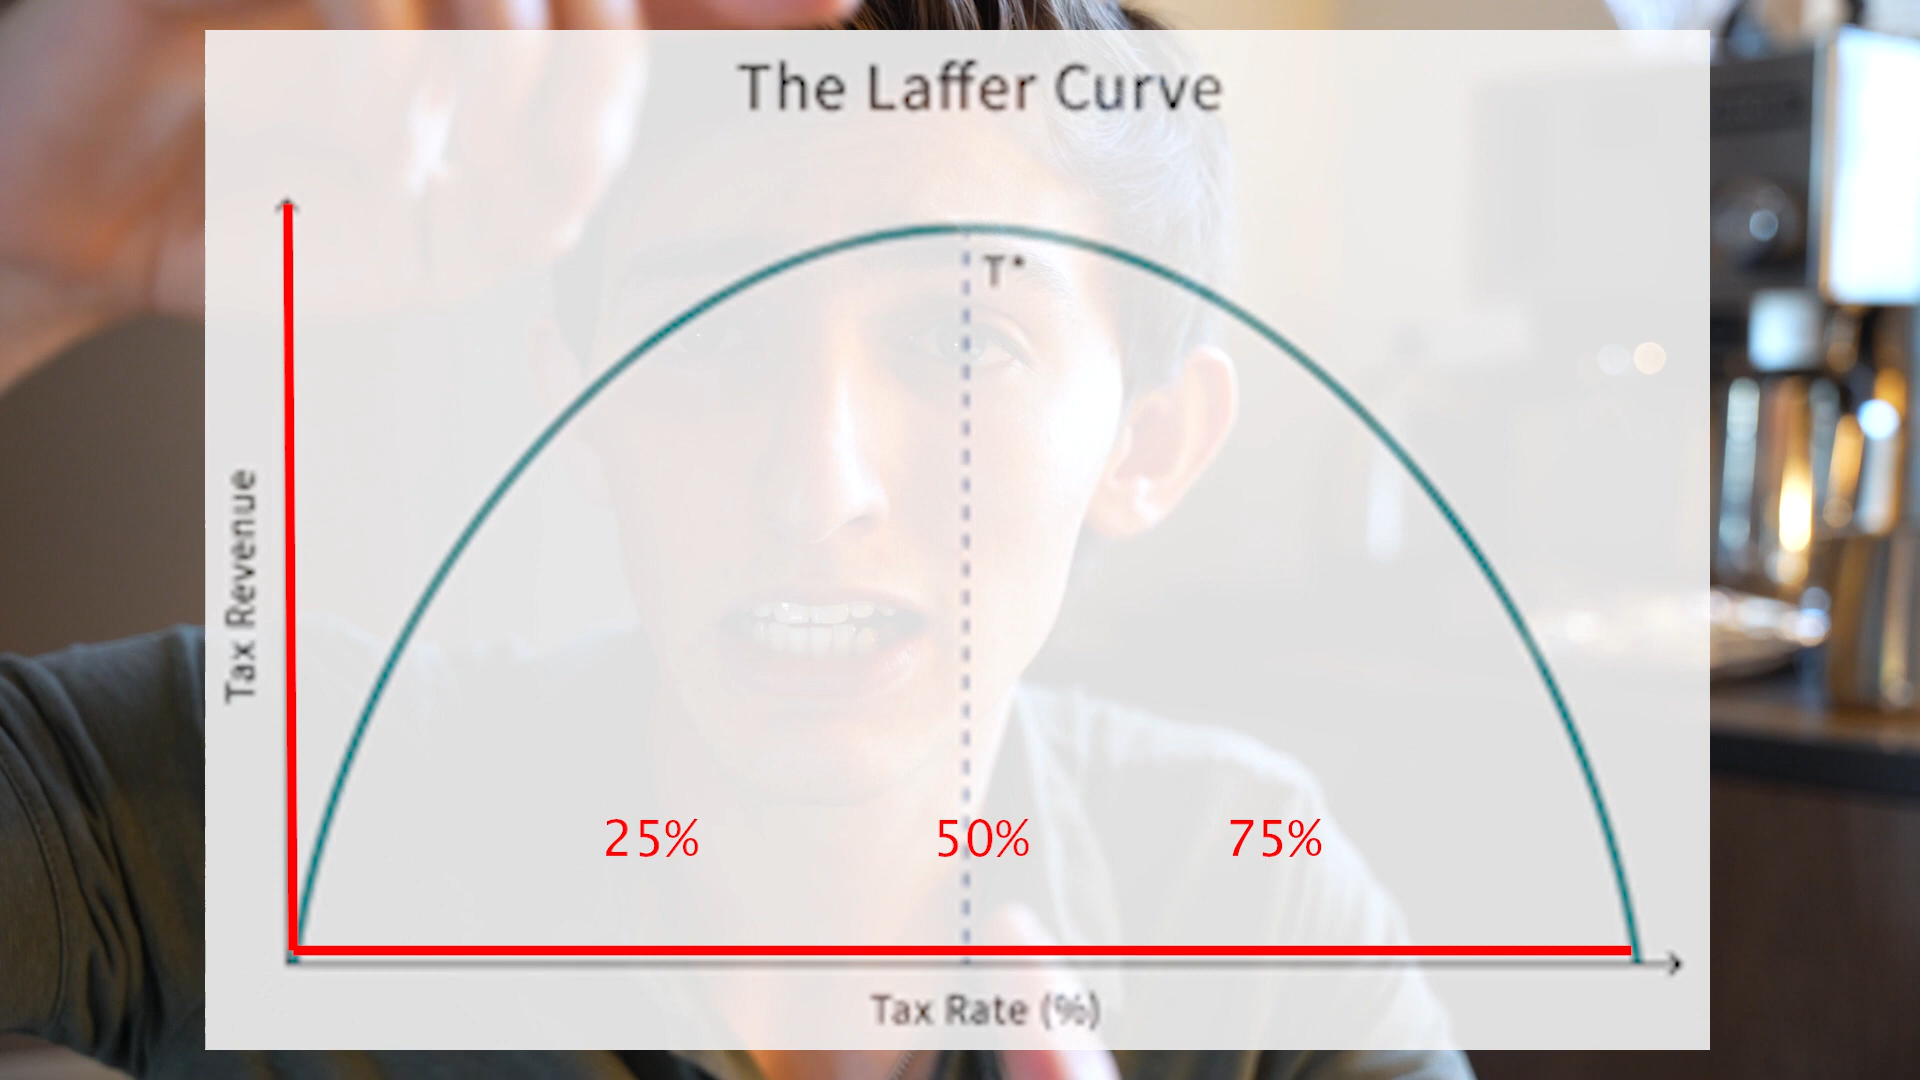 The Laffer Curve
T*
Tax Revenue
25% 50% 75%
Tax Rate (%)